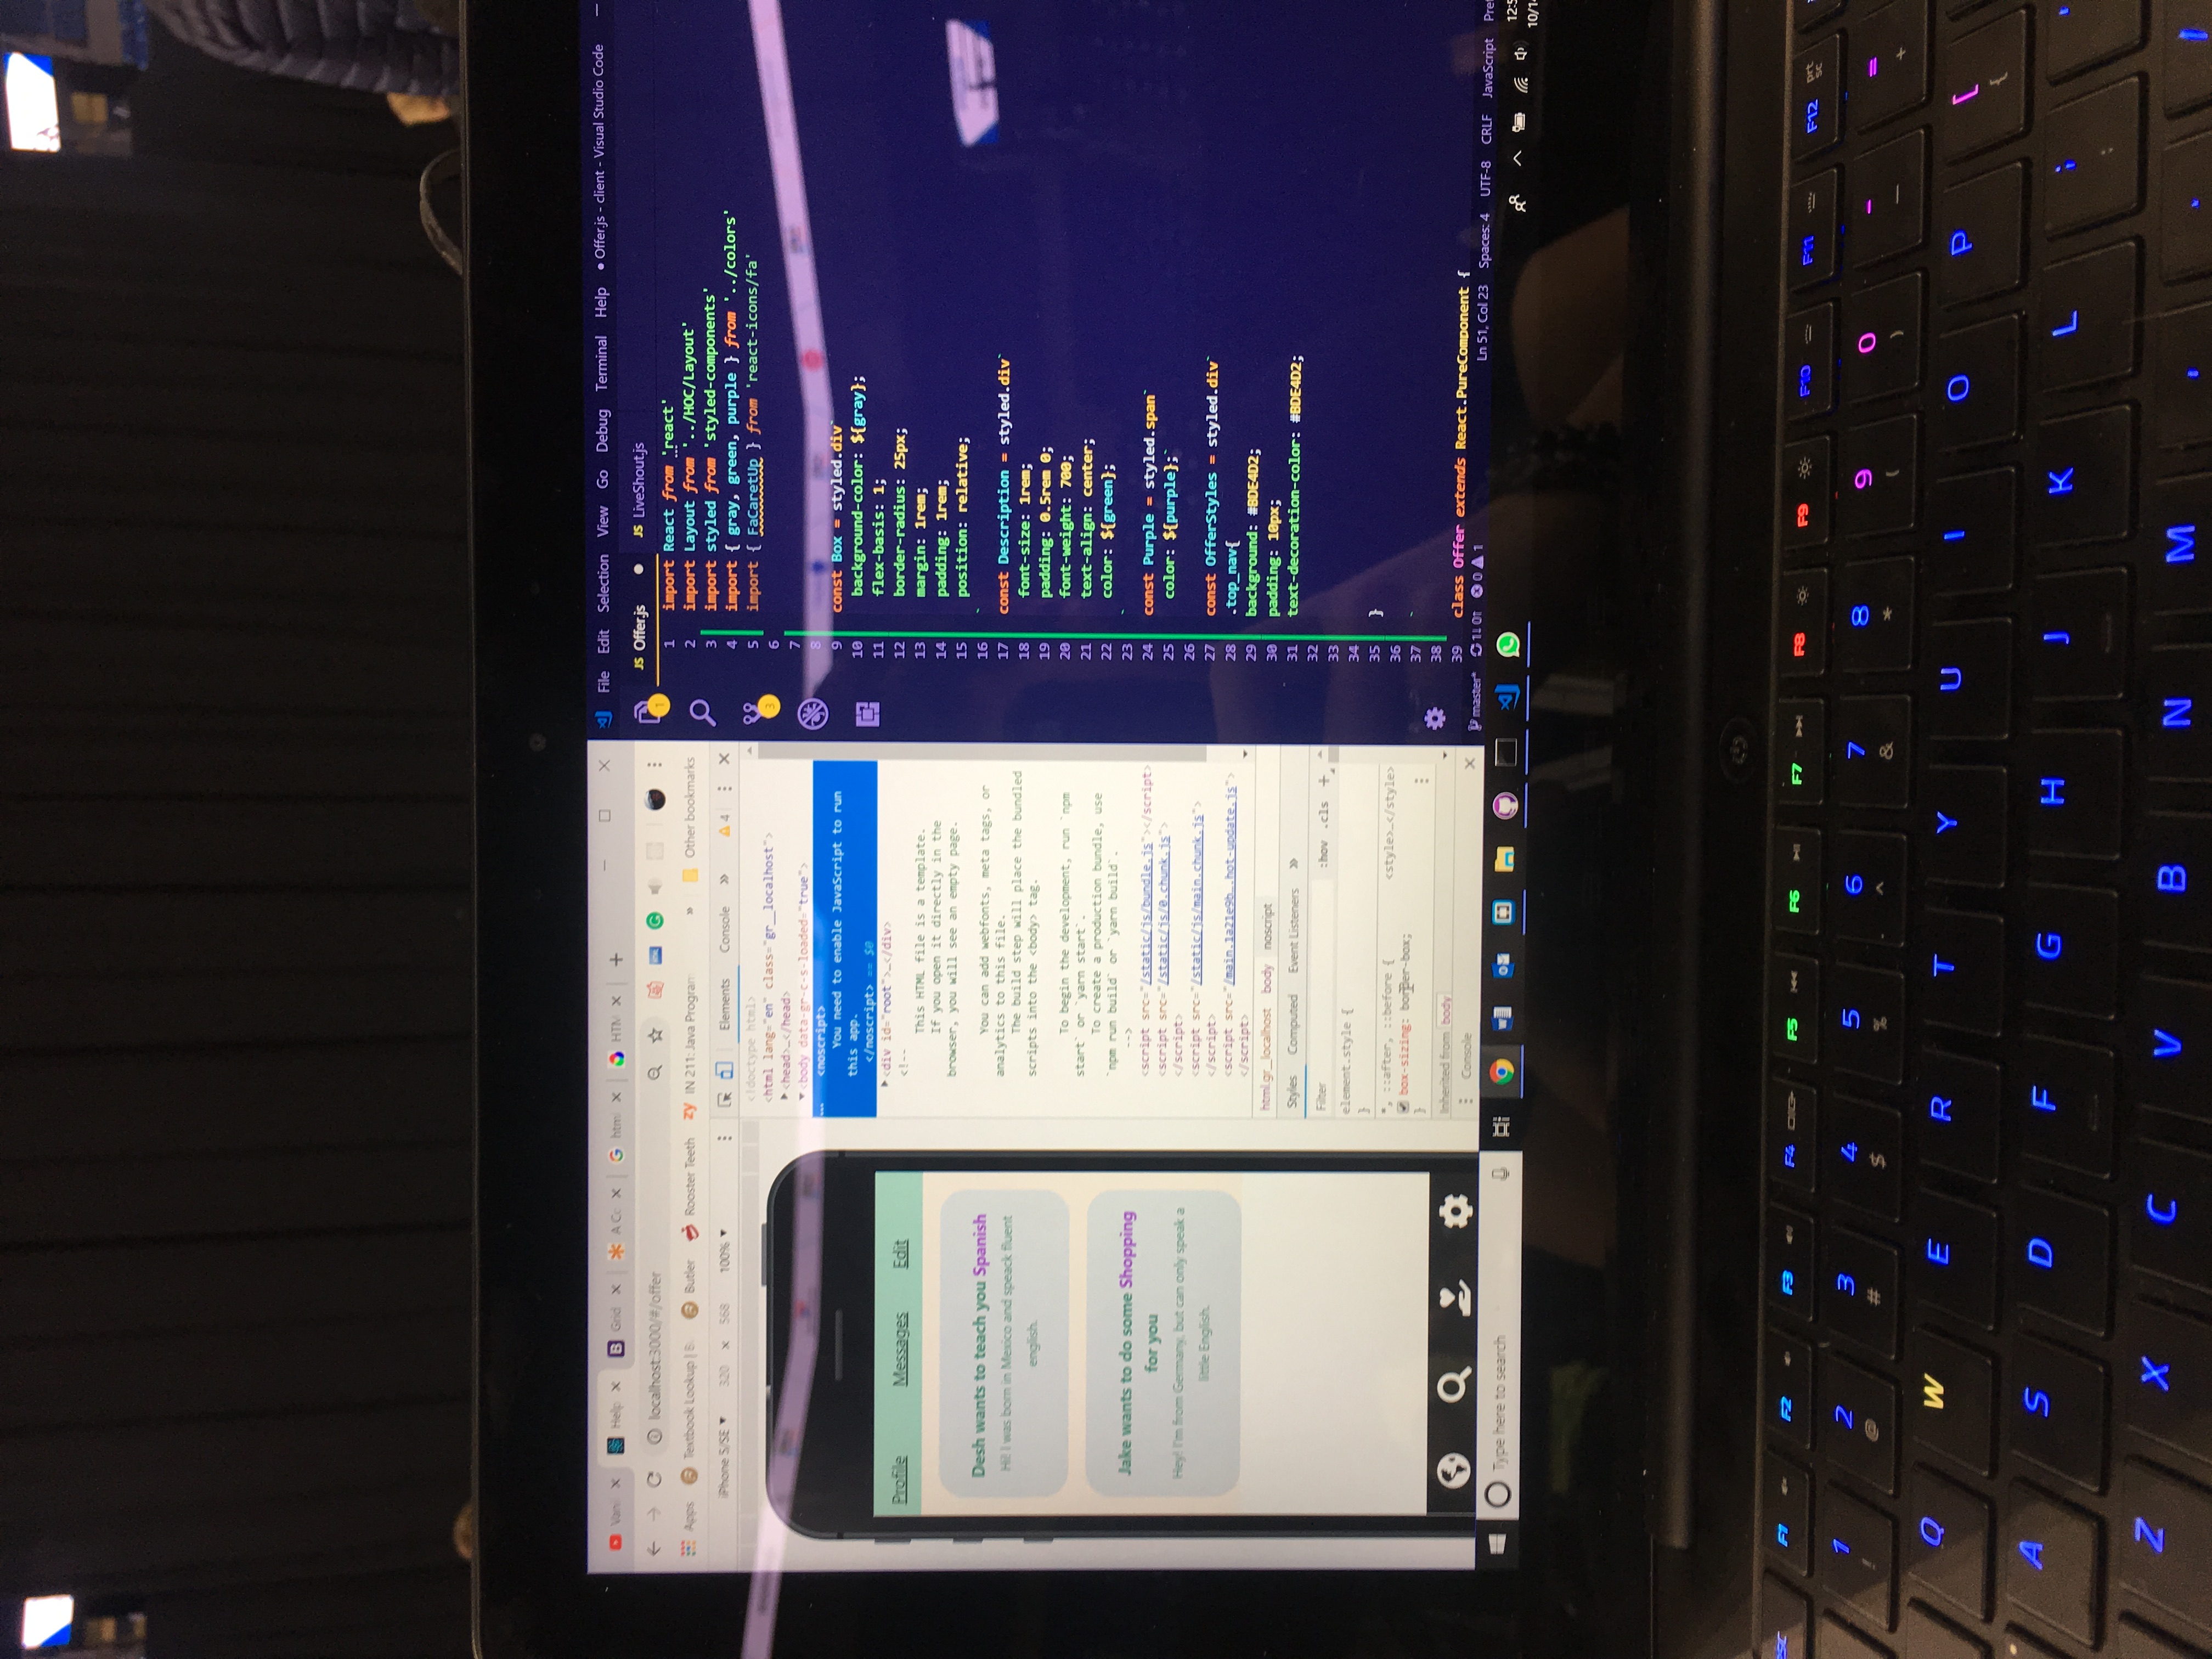 Help
Grid
A Co
html
HTM
localhost:3000/#/offer
Apps
Textbook Lookup | B
Butler
Rooster Teeth
zy IN 211: Java Program
»
Other bookmarks
iPhone 5/SE ▼ 320 × 568 100% ▼
Elements Console » 4
Profile Messages Edit
Desh wants to teach you Spanish
Hi! I was born in Mexico and speack fluent
english.
Jake wants to do some Shopping
for you
Hey! I'm from Germany, but can only speak a
little English.
<!doctype html>
<html lang="en" class="gr__localhost">
<head>…</head>
<body data-gr-c-s-loaded="true">
<noscript>
You need to enable JavaScript to run
this app.
</noscript> == $0
<div id="root">…</div>
<!--
This HTML file is a template.
If you open it directly in the
browser, you will see an empty page.
You can add webfonts, meta tags, or
analytics to this file.
The build step will place the bundled
scripts into the <body> tag.
To begin the development, run `npm
start` or `yarn start`.
To create a production bundle, use
`npm run build` or `yarn build`.
-->
<script src="/static/js/bundle.js"></script>
<script src="/static/js/0.chunk.js">
</script>
<script src="/static/js/main.chunk.js">
</script>
<script src="/main.1a21e9b….hot-update.js">
</script>
html.gr__localhost body noscript
Styles Computed Event Listeners »
Filter :hov .cls +
element.style {
}
*, ::after, ::before { <style>…</style>
box-sizing: border-box;
}
Inherited from body
Console
Type here to search
File Edit Selection View Go Debug Terminal Help ● Offer.js - client - Visual Studio Code
JS Offer.js ● JS LiveShout.js
1
3
1 import React from 'react'
2 import Layout from '../HOC/Layout'
3 import styled from 'styled-components'
4 import { gray, green, purple } from '../colors'
5 import { FaCaretUp } from 'react-icons/fa'
6
7
8
9 const Box = styled.div`
10 background-color: ${gray};
11 flex-basis: 1;
12 border-radius: 25px;
13 margin: 1rem;
14 padding: 1rem;
15 position: relative;
16 `
17 const Description = styled.div`
18 font-size: 1rem;
19 padding: 0.5rem 0;
20 font-weight: 700;
21 text-align: center;
22 color: ${green};
23 `
24 const Purple = styled.span`
25 color: ${purple};`
26
27 const OfferStyles = styled.div`
28 .top_nav{
29 background: #BDE4D2;
30 padding: 10px;
31 text-decoration-color: #BDE4D2;
32
33
34
35 }
36
37 `
38
39 class Offer extends React.PureComponent {
master* 1↓ 0↑ 0 1 Ln 51, Col 23 Spaces: 4 UTF-8 CRLF JavaScript
F1 F2 F3 F4 F5 F6 F7 F8 F9 F10 F11 F12 prt sc
1 2 3 4 5 6 7 8 9 0 - =
! @ # $ % ^ & * ( ) _ +
Q W E R T Y U I O P [
{
A S D F G H J K L ;
:
Z X C V B N M , .